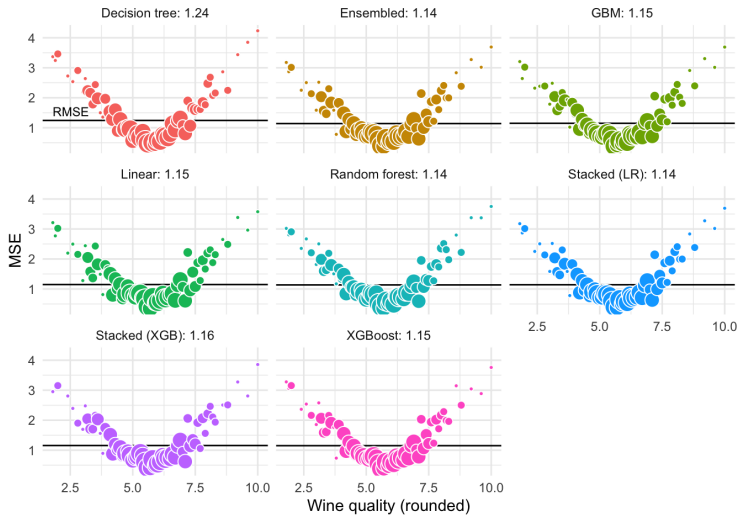 Decision tree: 1.24
Ensembled: 1.14
GBM: 1.15
4
3
2
1
RMSE
Linear: 1.15
Random forest: 1.14
Stacked (LR): 1.14
MSE
4
3
2
1
2.5 5.0 7.5 10.0
Stacked (XGB): 1.16
XGBoost: 1.15
4
3
2
1
2.5 5.0 7.5 10.0
2.5 5.0 7.5 10.0
Wine quality (rounded)